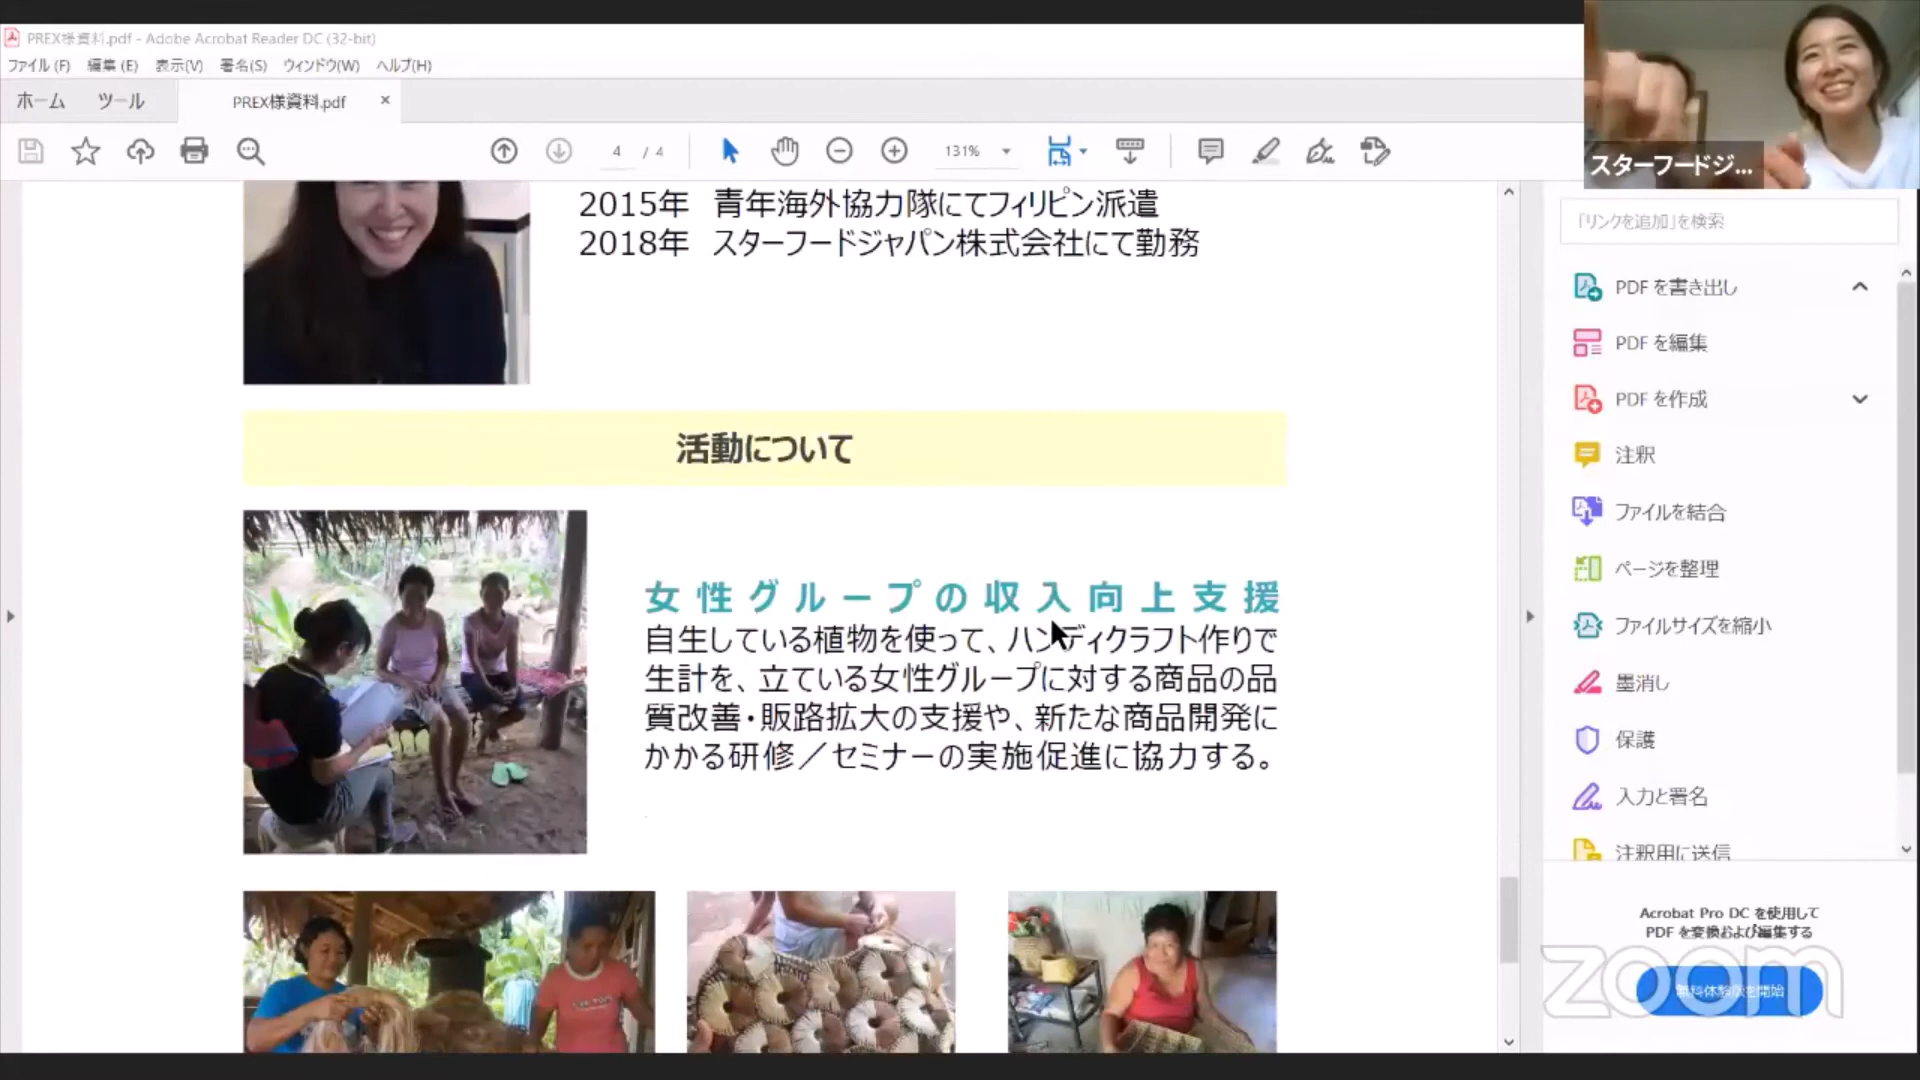 PREX様資料.pdf - Adobe Acrobat Reader DC (32-bit)
ファイル(F) 編集(E) 表示(V) 署名(S) ウィンドウ(W) ヘルプ(H)
ホーム ツール PREX様資料.pdf ×
4 / 4 131%
スターフードジ...
2015年 青年海外協力隊にてフィリピン派遣
2018年 スターフードジャパン株式会社にて勤務
活動について
女性グループの収入向上支援
自生している植物を使って、ハンディクラフト作りで
生計を、立ている女性グループに対する商品の品
質改善・販路拡大の支援や、新たな商品開発に
かかる研修／セミナーの実施促進に協力する。
「リンクを追加」を検索
PDF を書き出し
PDF を編集
PDF を作成
注釈
ファイルを結合
ページを整理
ファイルサイズを縮小
墨消し
保護
入力と署名
注釈用に送信
Acrobat Pro DC を使用して
PDF を変換および編集する
無料体験版を開始
zoom